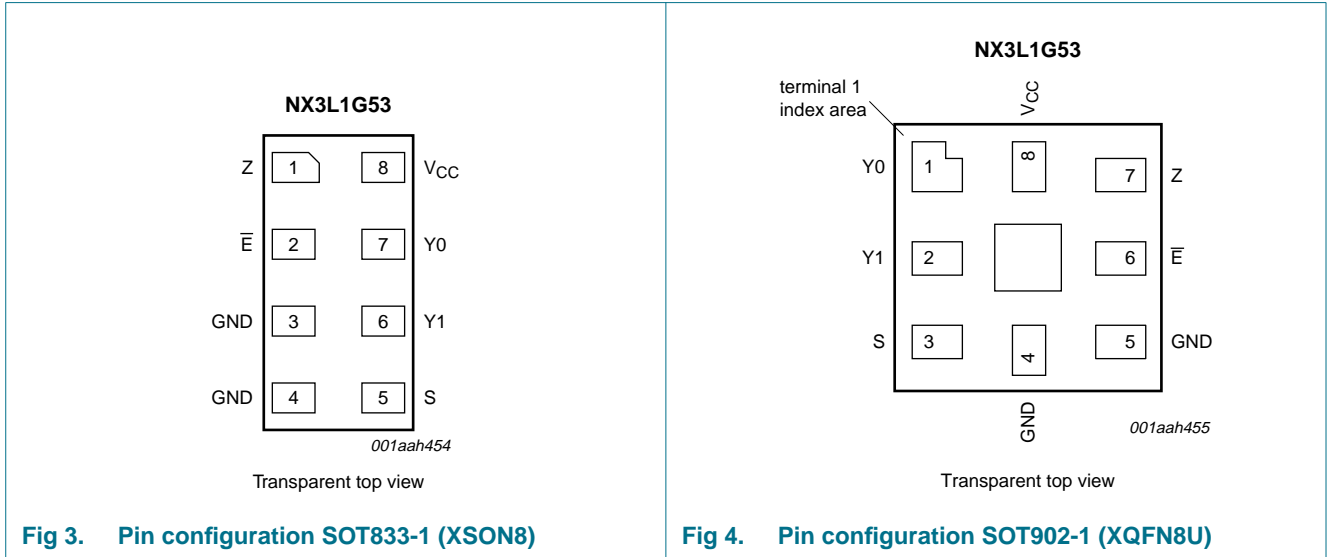 NX3L1G53
Z 1 8 VCC
E̅ 2 7 Y0
GND 3 6 Y1
GND 4 5 S
001aah454
Transparent top view
Fig 3. Pin configuration SOT833-1 (XSON8)
NX3L1G53
terminal 1
index area
VCC
Y0 1 8 7 Z
Y1 2 6 E̅
S 3 4 5 GND
GND
001aah455
Transparent top view
Fig 4. Pin configuration SOT902-1 (XQFN8U)